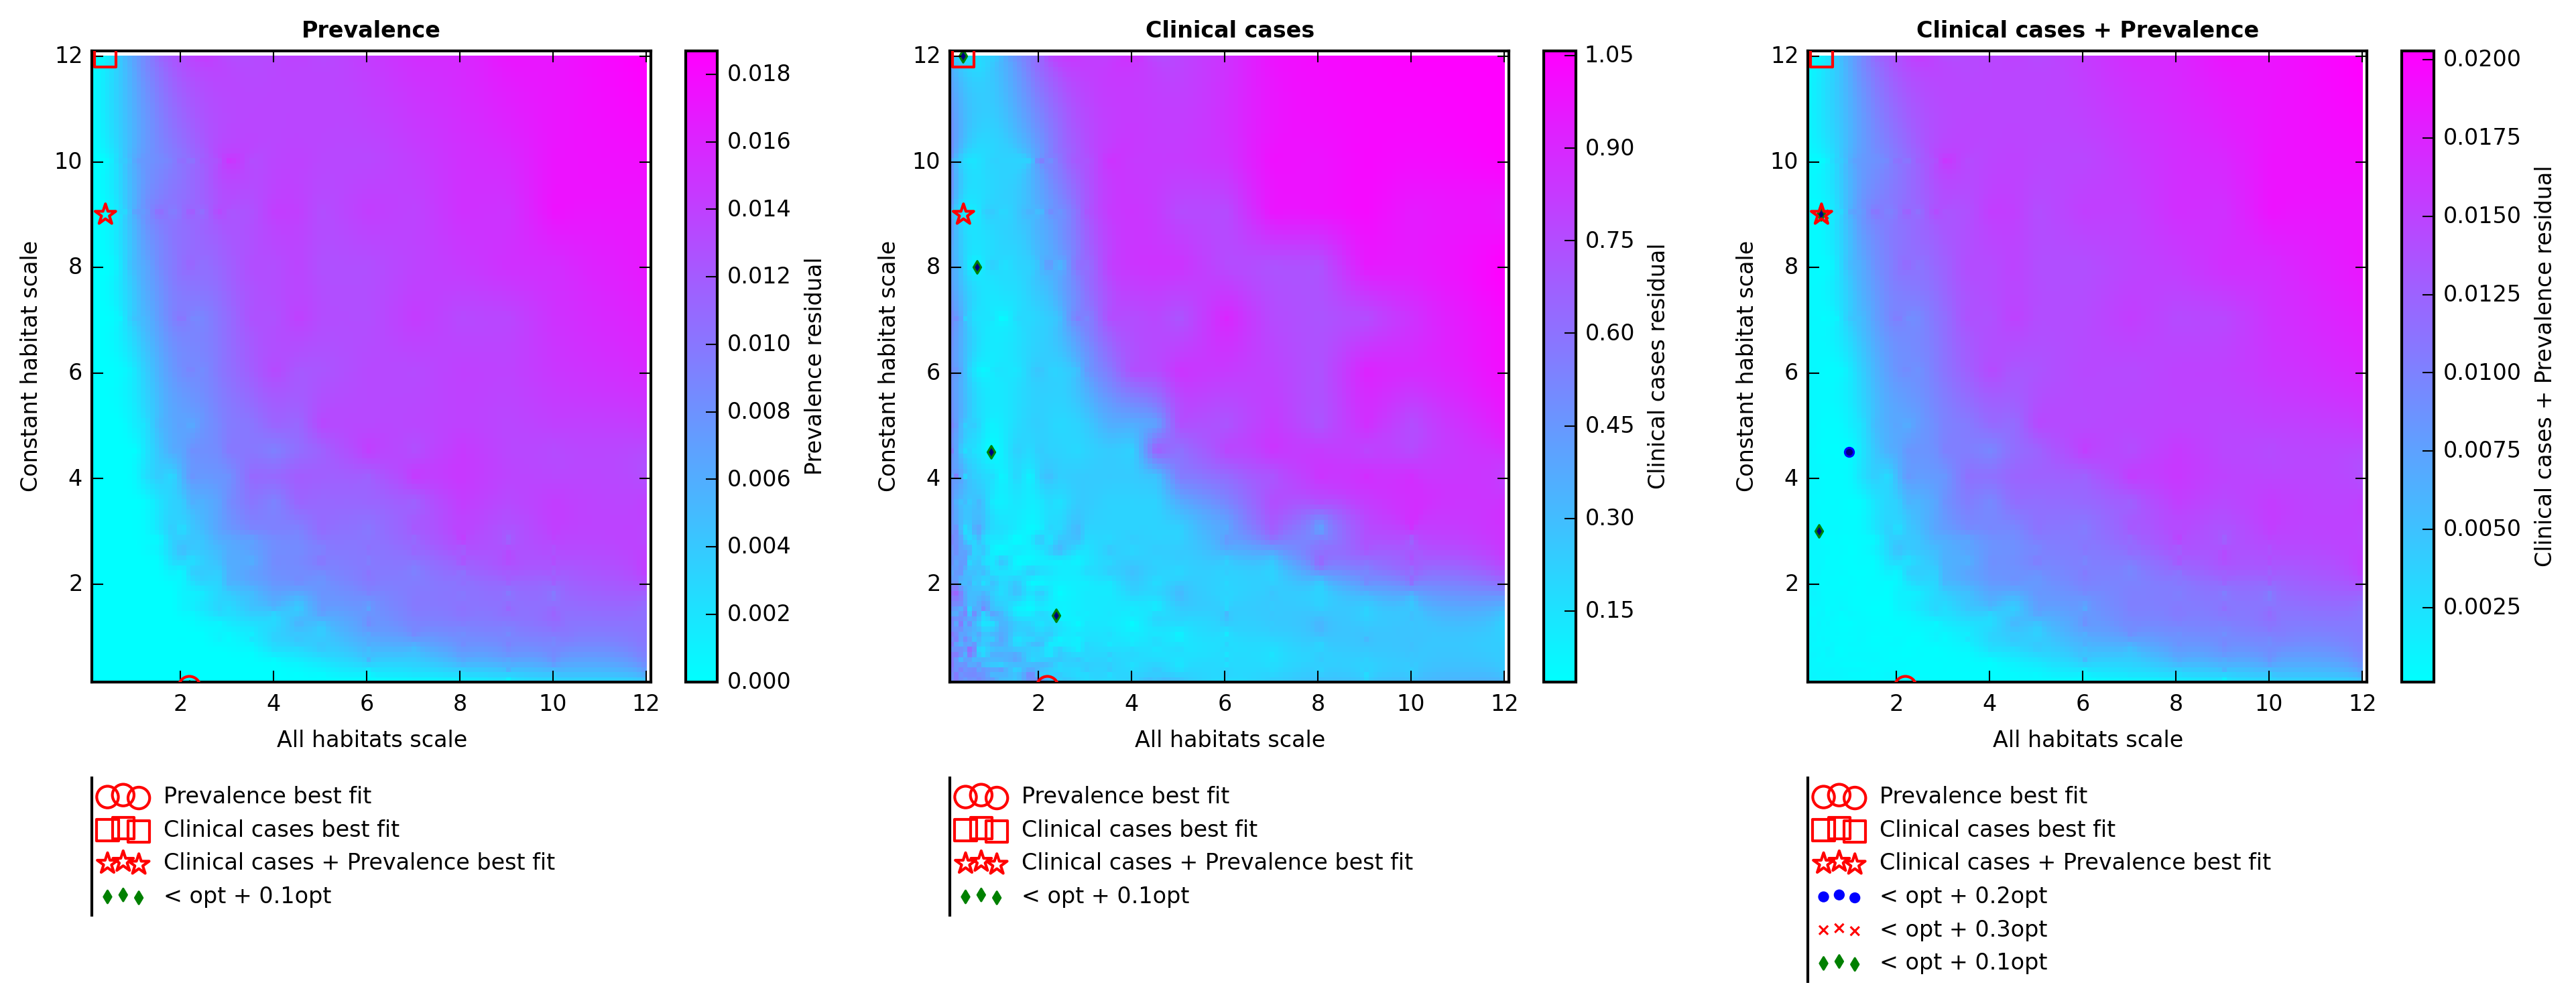 Prevalence
Constant habitat scale
12
10
8
6
4
2
2 4 6 8 10 12
All habitats scale
0.018
0.016
0.014
0.012
0.010
0.008
0.006
0.004
0.002
0.000
Prevalence residual
Prevalence best fit
Clinical cases best fit
Clinical cases + Prevalence best fit
< opt + 0.1opt
Clinical cases
Constant habitat scale
12
10
8
6
4
2
2 4 6 8 10 12
All habitats scale
1.05
0.90
0.75
0.60
0.45
0.30
0.15
Clinical cases residual
Prevalence best fit
Clinical cases best fit
Clinical cases + Prevalence best fit
< opt + 0.1opt
Clinical cases + Prevalence
Constant habitat scale
12
10
8
6
4
2
2 4 6 8 10 12
All habitats scale
0.0200
0.0175
0.0150
0.0125
0.0100
0.0075
0.0050
0.0025
Clinical cases + Prevalence residual
Prevalence best fit
Clinical cases best fit
Clinical cases + Prevalence best fit
< opt + 0.2opt
< opt + 0.3opt
< opt + 0.1opt